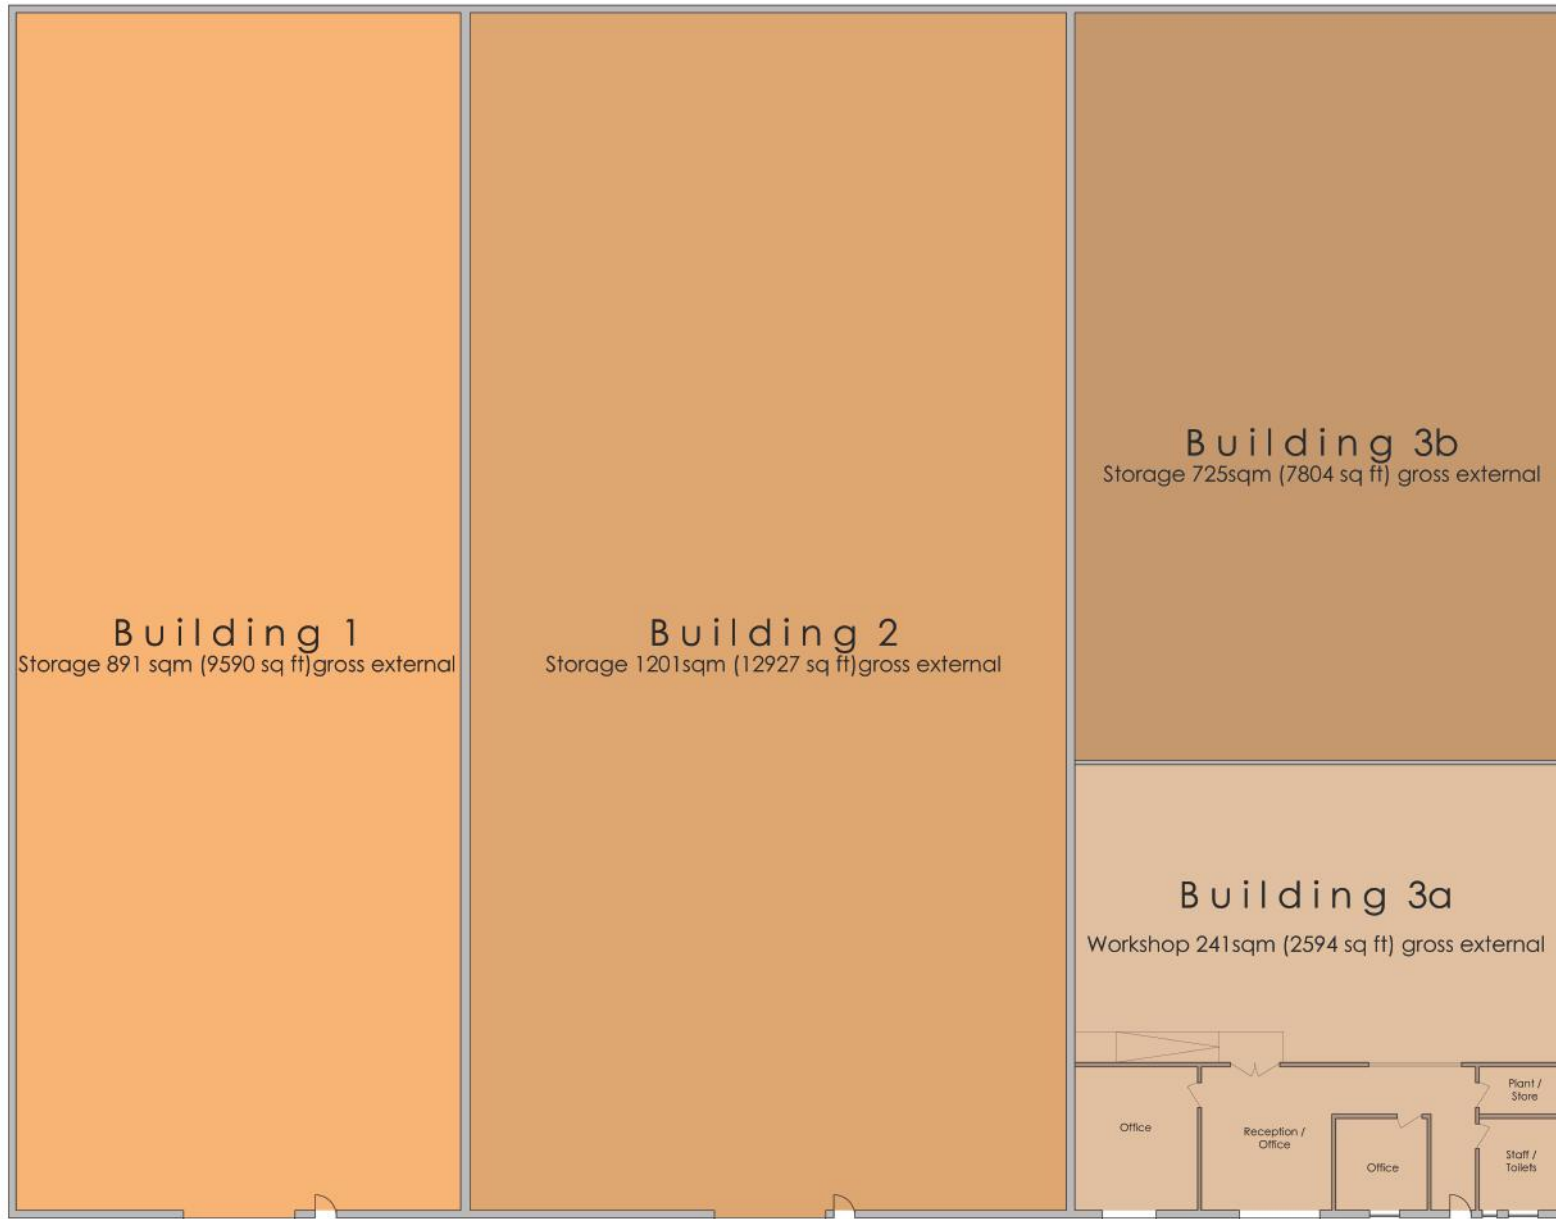 Building 1
Storage 891 sqm (9590 sq ft)gross external
Building 2
Storage 1201sqm (12927 sq ft)gross external
Building 3b
Storage 725sqm (7804 sq ft) gross external
Building 3a
Workshop 241sqm (2594 sq ft) gross external
Office
Reception /
Office
Office
Plant /
Store
Staff /
Toilets